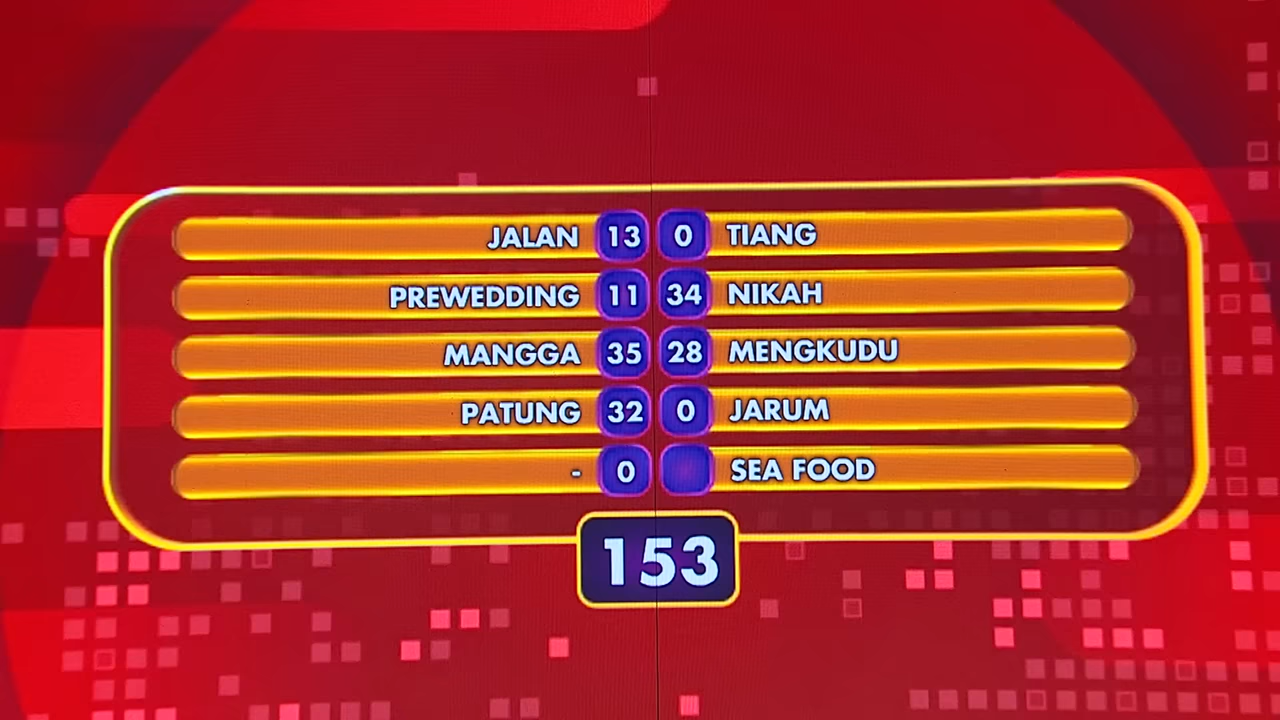 JALAN 13 0 TIANG
PREWEDDING 11 34 NIKAH
MANGGA 35 28 MENGKUDU
PATUNG 32 0 JARUM
- 0 SEA FOOD
153